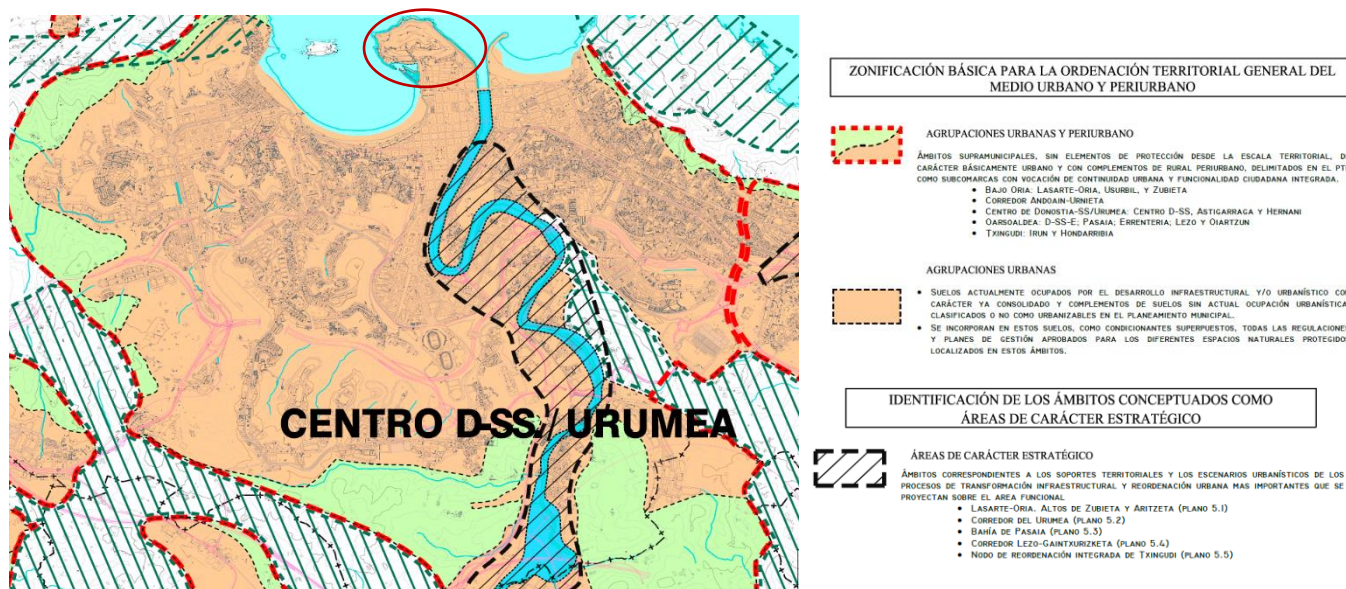 CENTRO D-SS / URUMEA
ZONIFICACIÓN BÁSICA PARA LA ORDENACIÓN TERRITORIAL GENERAL DEL
MEDIO URBANO Y PERIURBANO
AGRUPACIONES URBANAS Y PERIURBANO
ÁMBITOS SUPRAMUNICIPALES, SIN ELEMENTOS DE PROTECCIÓN DESDE LA ESCALA TERRITORIAL, DE
CARÁCTER BÁSICAMENTE URBANO Y CON COMPLEMENTOS DE RURAL PERIURBANO, DELIMITADOS EN EL PTP
COMO SUBCOMARCAS CON VOCACIÓN DE CONTINUIDAD URBANA Y FUNCIONALIDAD CIUDADANA INTEGRADA.
• BAJO ORIA: LASARTE-ORIA, USURBIL, Y ZUBIETA
• CORREDOR ANDOAIN-URNIETA
• CENTRO DE DONOSTIA-SS/URUMEA: CENTRO D-SS, ASTIGARRAGA Y HERNANI
• OARSOALDEA: D-SS-E; PASAIA; ERRENTERIA; LEZO Y OIARTZUN
• TXINGUDI: IRUN Y HONDARRIBIA
AGRUPACIONES URBANAS
• SUELOS ACTUALMENTE OCUPADOS POR EL DESARROLLO INFRAESTRUCTURAL Y/O URBANÍSTICO CON
CARÁCTER YA CONSOLIDADO Y COMPLEMENTOS DE SUELOS SIN ACTUAL OCUPACIÓN URBANÍSTICA,
CLASIFICADOS O NO COMO URBANIZABLES EN EL PLANEAMIENTO MUNICIPAL.
• SE INCORPORAN EN ESTOS SUELOS, COMO CONDICIONANTES SUPERPUESTOS, TODAS LAS REGULACIONES
Y PLANES DE GESTIÓN APROBADOS PARA LOS DIFERENTES ESPACIOS NATURALES PROTEGIDOS
LOCALIZADOS EN ESTOS ÁMBITOS.
IDENTIFICACIÓN DE LOS ÁMBITOS CONCEPTUADOS COMO
ÁREAS DE CARÁCTER ESTRATÉGICO
ÁREAS DE CARÁCTER ESTRATÉGICO
ÁMBITOS CORRESPONDIENTES A LOS SOPORTES TERRITORIALES Y LOS ESCENARIOS URBANÍSTICOS DE LOS
PROCESOS DE TRANSFORMACIÓN INFRAESTRUCTURAL Y REORDENACIÓN URBANA MAS IMPORTANTES QUE SE
PROYECTAN SOBRE EL AREA FUNCIONAL
• LASARTE-ORIA. ALTOS DE ZUBIETA Y ARITZETA (PLANO 5.1)
• CORREDOR DEL URUMEA (PLANO 5.2)
• BAHÍA DE PASAIA (PLANO 5.3)
• CORREDOR LEZO-GAINTXURIZKETA (PLANO 5.4)
• NODO DE REORDENACIÓN INTEGRADA DE TXINGUDI (PLANO 5.5)